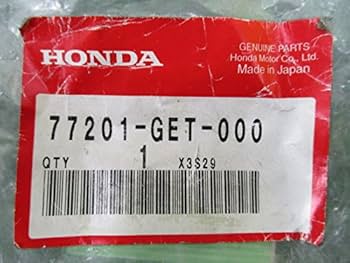 HONDA
GENUINE PARTS
Honda Motor Co., Ltd.
Made in Japan
77201-GET-000
QTY 1 X3S29